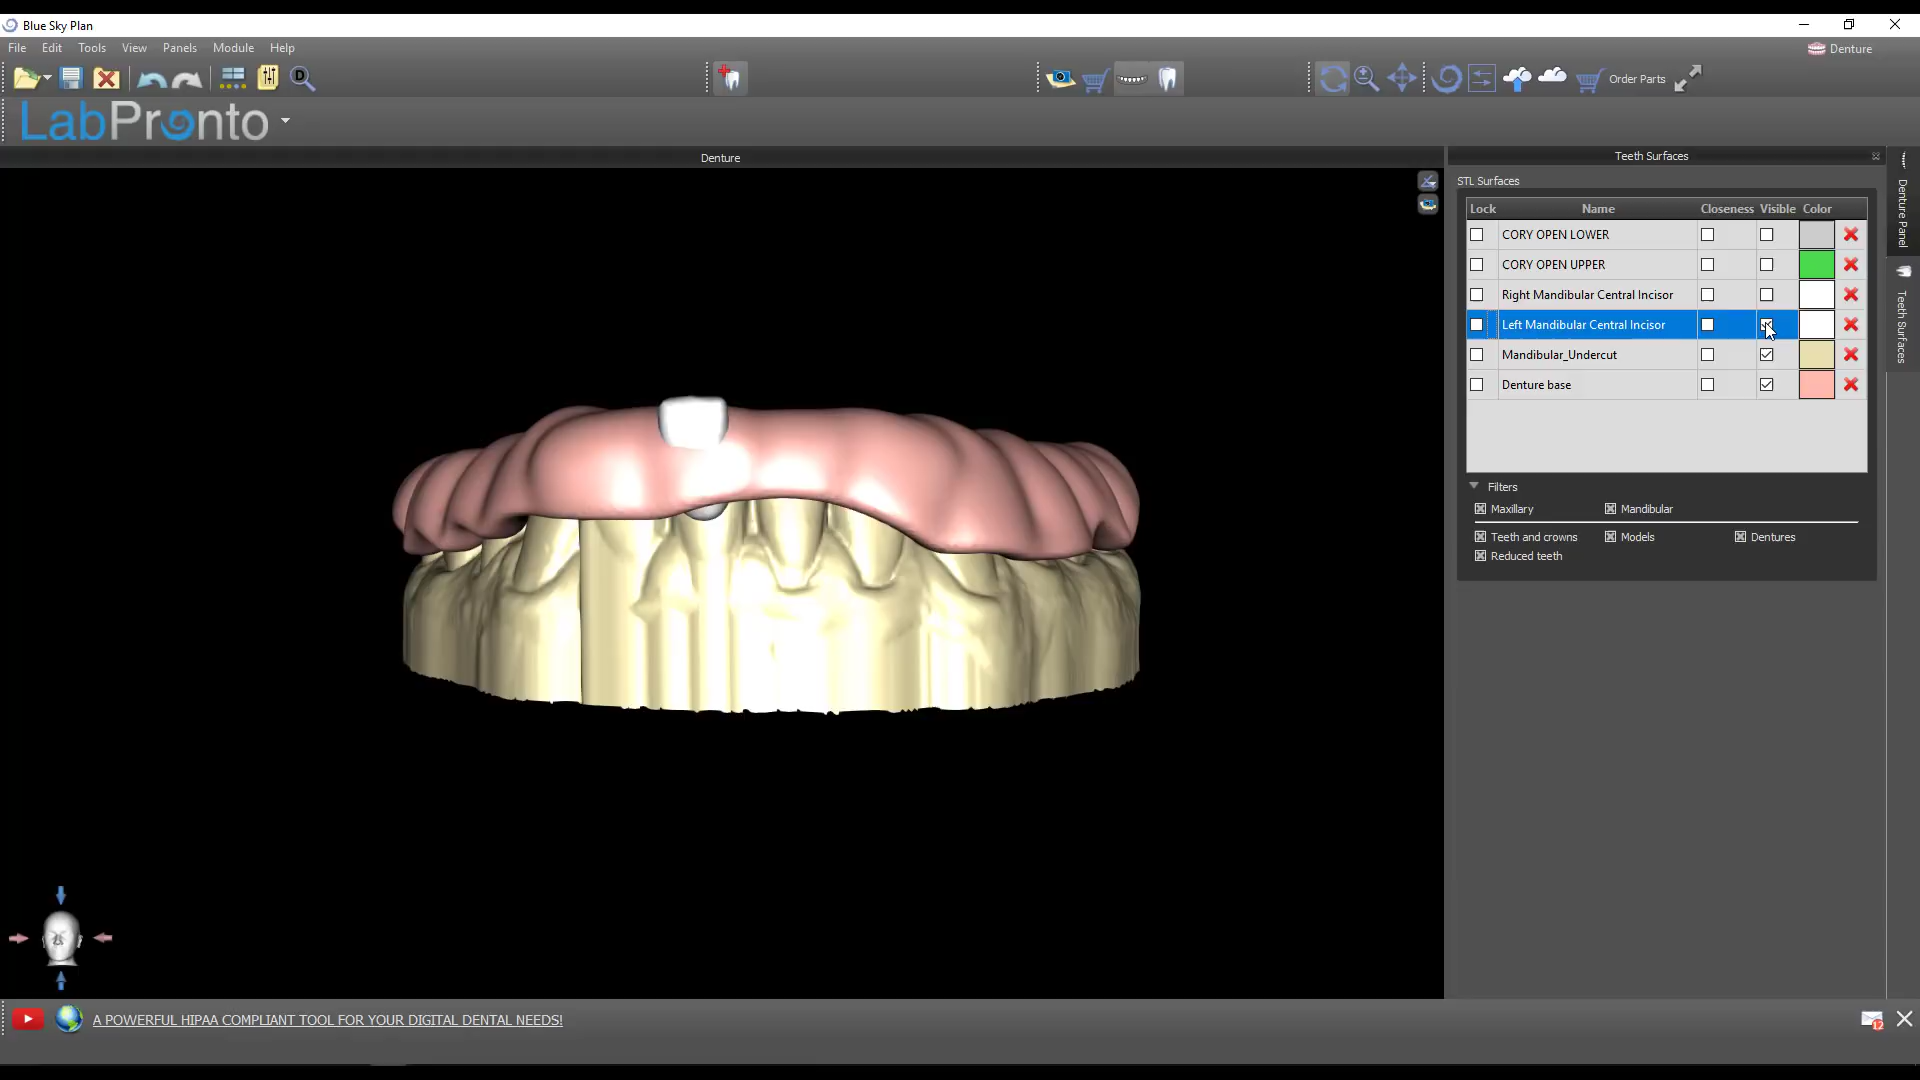 Blue Sky Plan
File Edit Tools View Panels Module Help
Denture
D
Order Parts
LabPronto
Denture
Teeth Surfaces
STL Surfaces
Lock Name Closeness Visible Color
CORY OPEN LOWER
CORY OPEN UPPER
Right Mandibular Central Incisor
Left Mandibular Central Incisor
Mandibular_Undercut
Denture base
Filters
Maxillary Mandibular
Teeth and crowns Models Dentures
Reduced teeth
Denture Panel
Teeth Surfaces
A POWERFUL HIPAA COMPLIANT TOOL FOR YOUR DIGITAL DENTAL NEEDS!
12